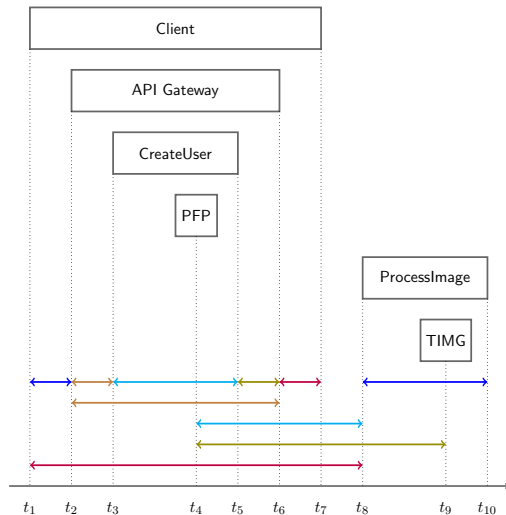 Client
API Gateway
CreateUser
PFP
ProcessImage
TIMG
t1 t2 t3 t4 t5 t6 t7 t8 t9 t10